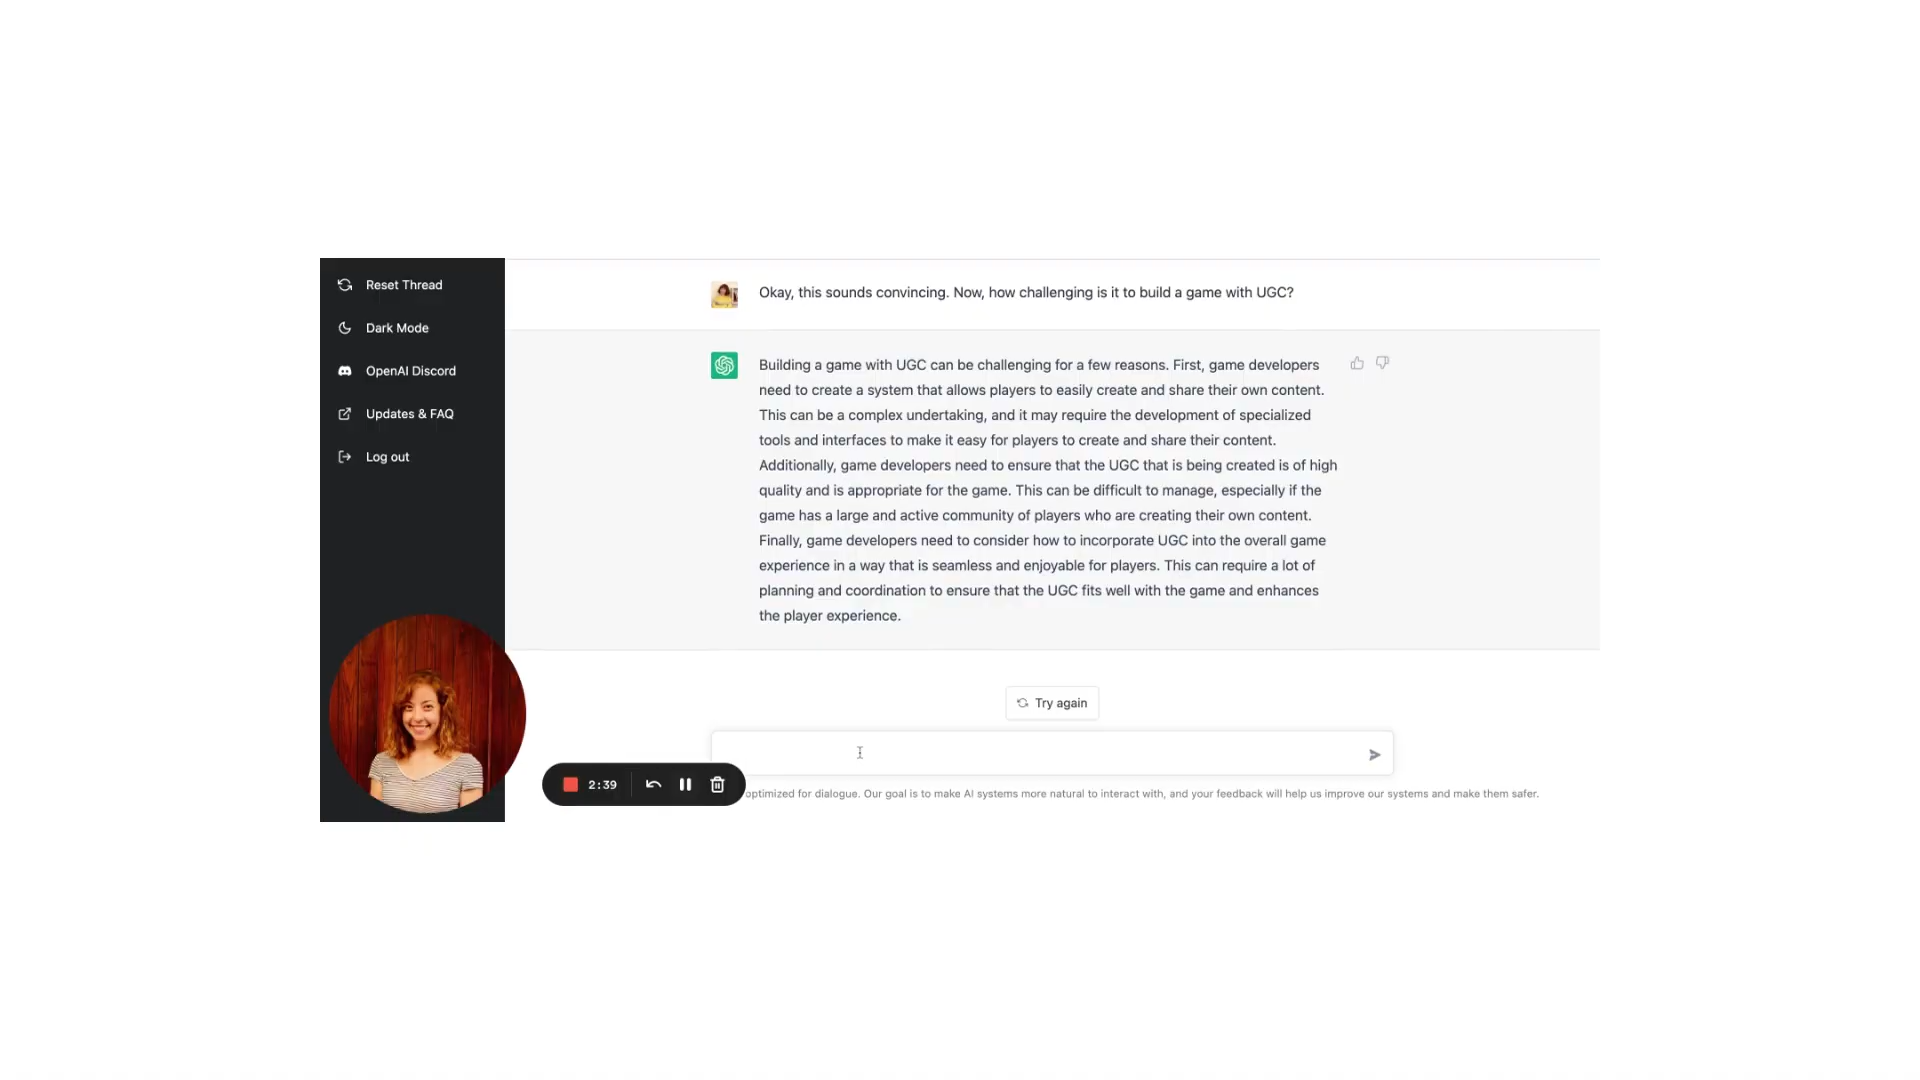 Reset Thread
Dark Mode
OpenAI Discord
Updates & FAQ
Log out
Okay, this sounds convincing. Now, how challenging is it to build a game with UGC?
Building a game with UGC can be challenging for a few reasons. First, game developers
need to create a system that allows players to easily create and share their own content.
This can be a complex undertaking, and it may require the development of specialized
tools and interfaces to make it easy for players to create and share their content.
Additionally, game developers need to ensure that the UGC that is being created is of high
quality and is appropriate for the game. This can be difficult to manage, especially if the
game has a large and active community of players who are creating their own content.
Finally, game developers need to consider how to incorporate UGC into the overall game
experience in a way that is seamless and enjoyable for players. This can require a lot of
planning and coordination to ensure that the UGC fits well with the game and enhances
the player experience.
Try again
2:39
optimized for dialogue. Our goal is to make AI systems more natural to interact with, and your feedback will help us improve our systems and make them safer.